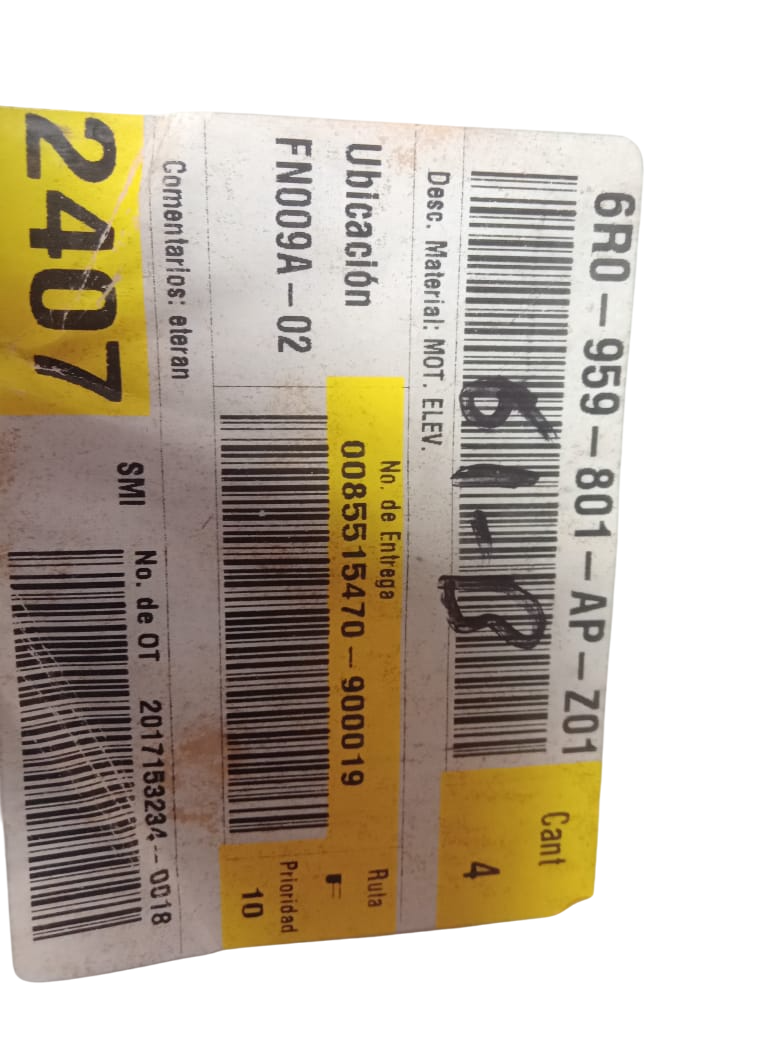 6R0-959-801-AP-Z01
Cant
4
61-B
Desc. Material: MOT. ELEV.
Ubicación
FN009A-02
No. de Entrega
0085515470-900019
Ruta
F
Prioridad
10
Comentarios: eteran
2407
SMI
No. de OT 2017153234-0018